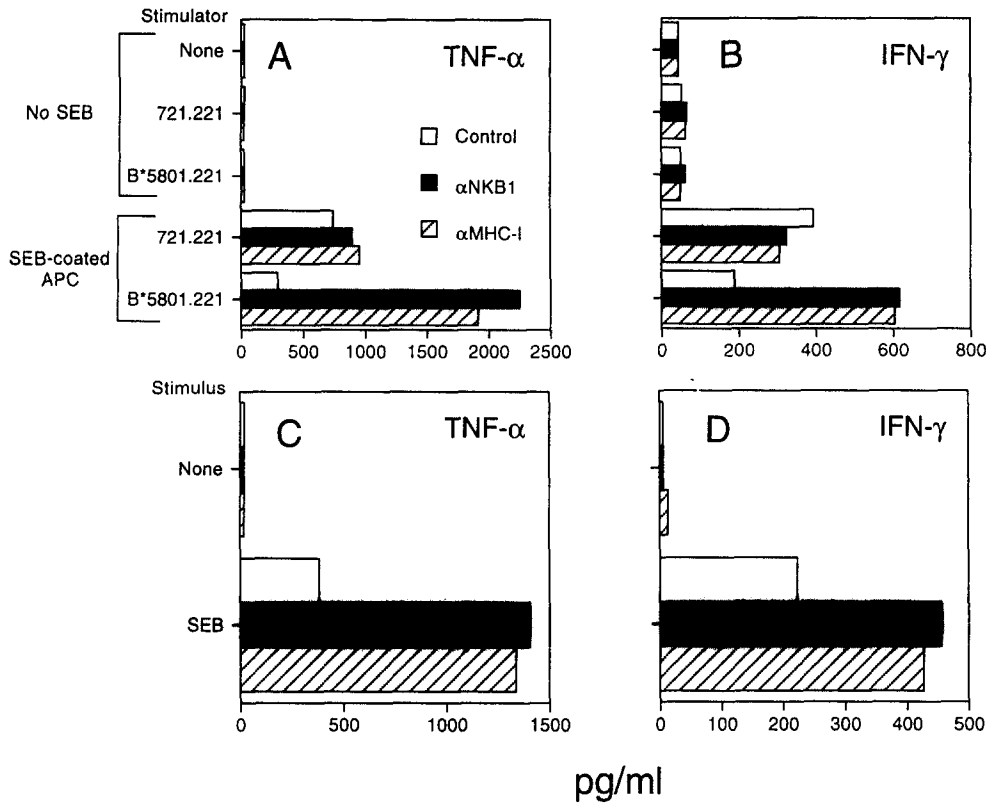 Stimulator
None
No SEB
721.221
B*5801.221
SEB-coated
APC
721.221
B*5801.221
A
TNF-α
Control
αNKB1
αMHC-I
0 500 1000 1500 2000 2500
B
IFN-γ
0 200 400 600 800
Stimulus
None
SEB
C
TNF-α
0 500 1000 1500
D
IFN-γ
0 100 200 300 400 500
pg/ml